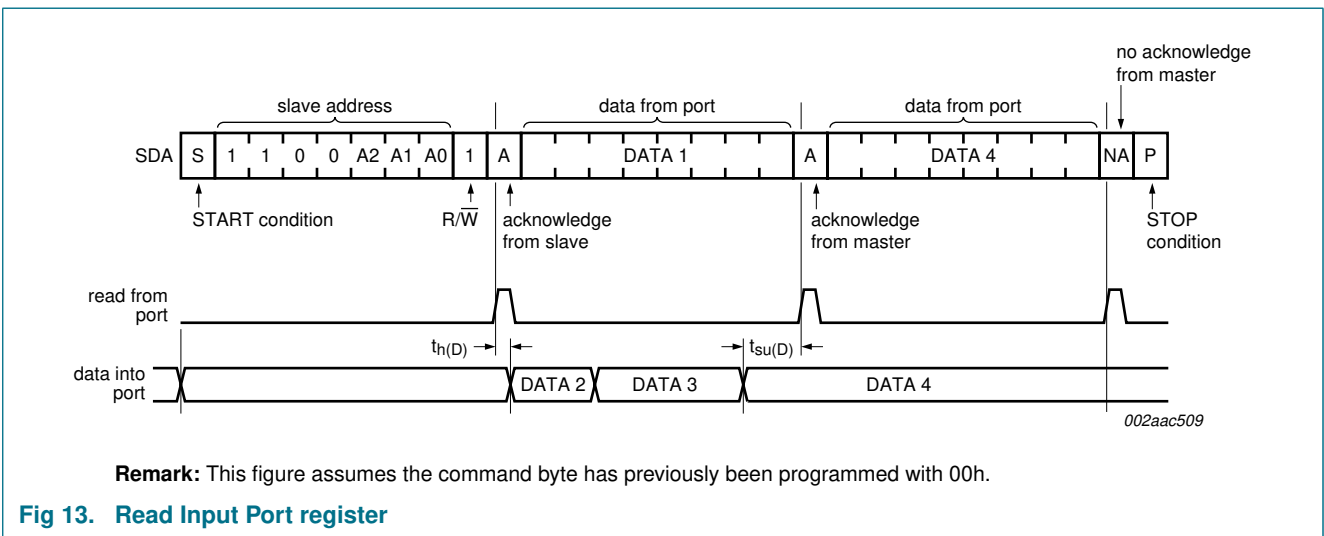 no acknowledge
from master
slave address
data from port
data from port
SDA S 1 1 0 0 A2 A1 A0 1 A DATA 1 A DATA 4 NA P
START condition
R/W̅
acknowledge
from slave
acknowledge
from master
STOP
condition
read from
port
th(D)
tsu(D)
data into
port
DATA 2 DATA 3 DATA 4
002aac509
Remark: This figure assumes the command byte has previously been programmed with 00h.
Fig 13. Read Input Port register